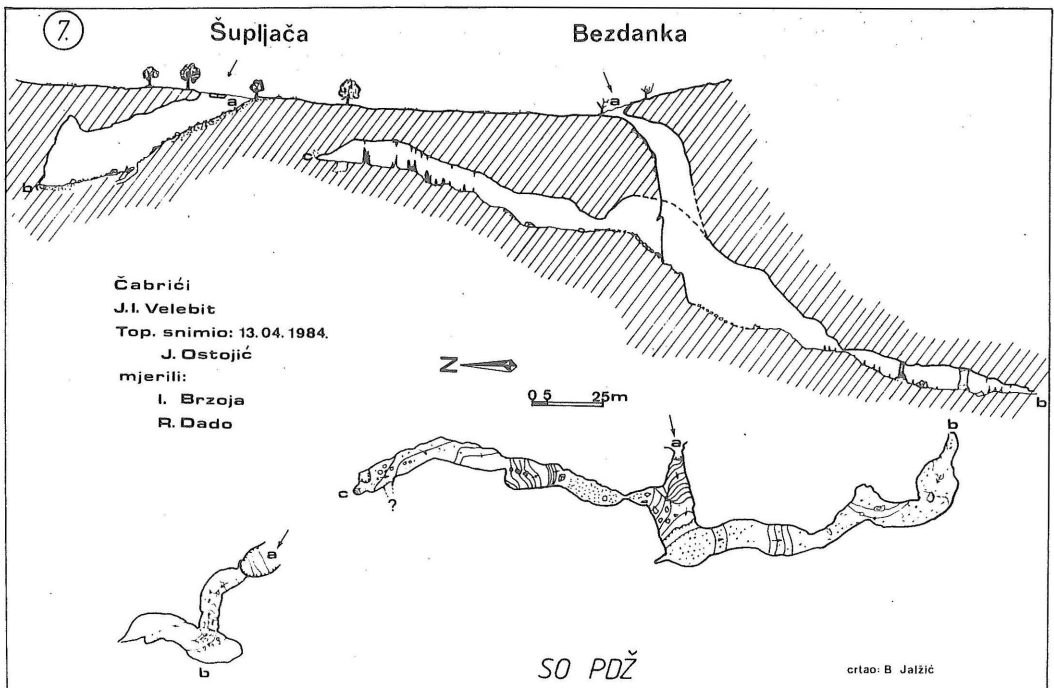 7.
Šupljača
Bezdanka
a
a
c
b
Čabrići
J.I. Velebit
Top. snimio: 13.04.1984.
J. Ostojić
mjerili:
I. Brzoja
R. Dado
N
0 5 25m
b
a
b
c
?
a
b
SO PDŽ
crtao: B Jalžić